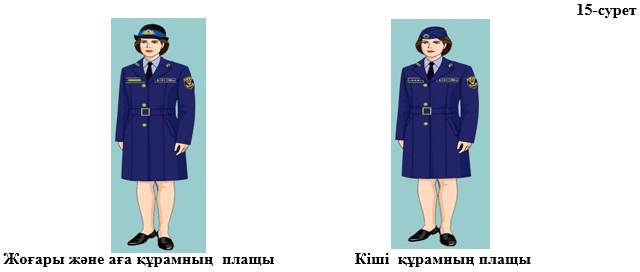 15-сурет
Жоғары және аға құрамның плащы
Кіші құрамның плащы